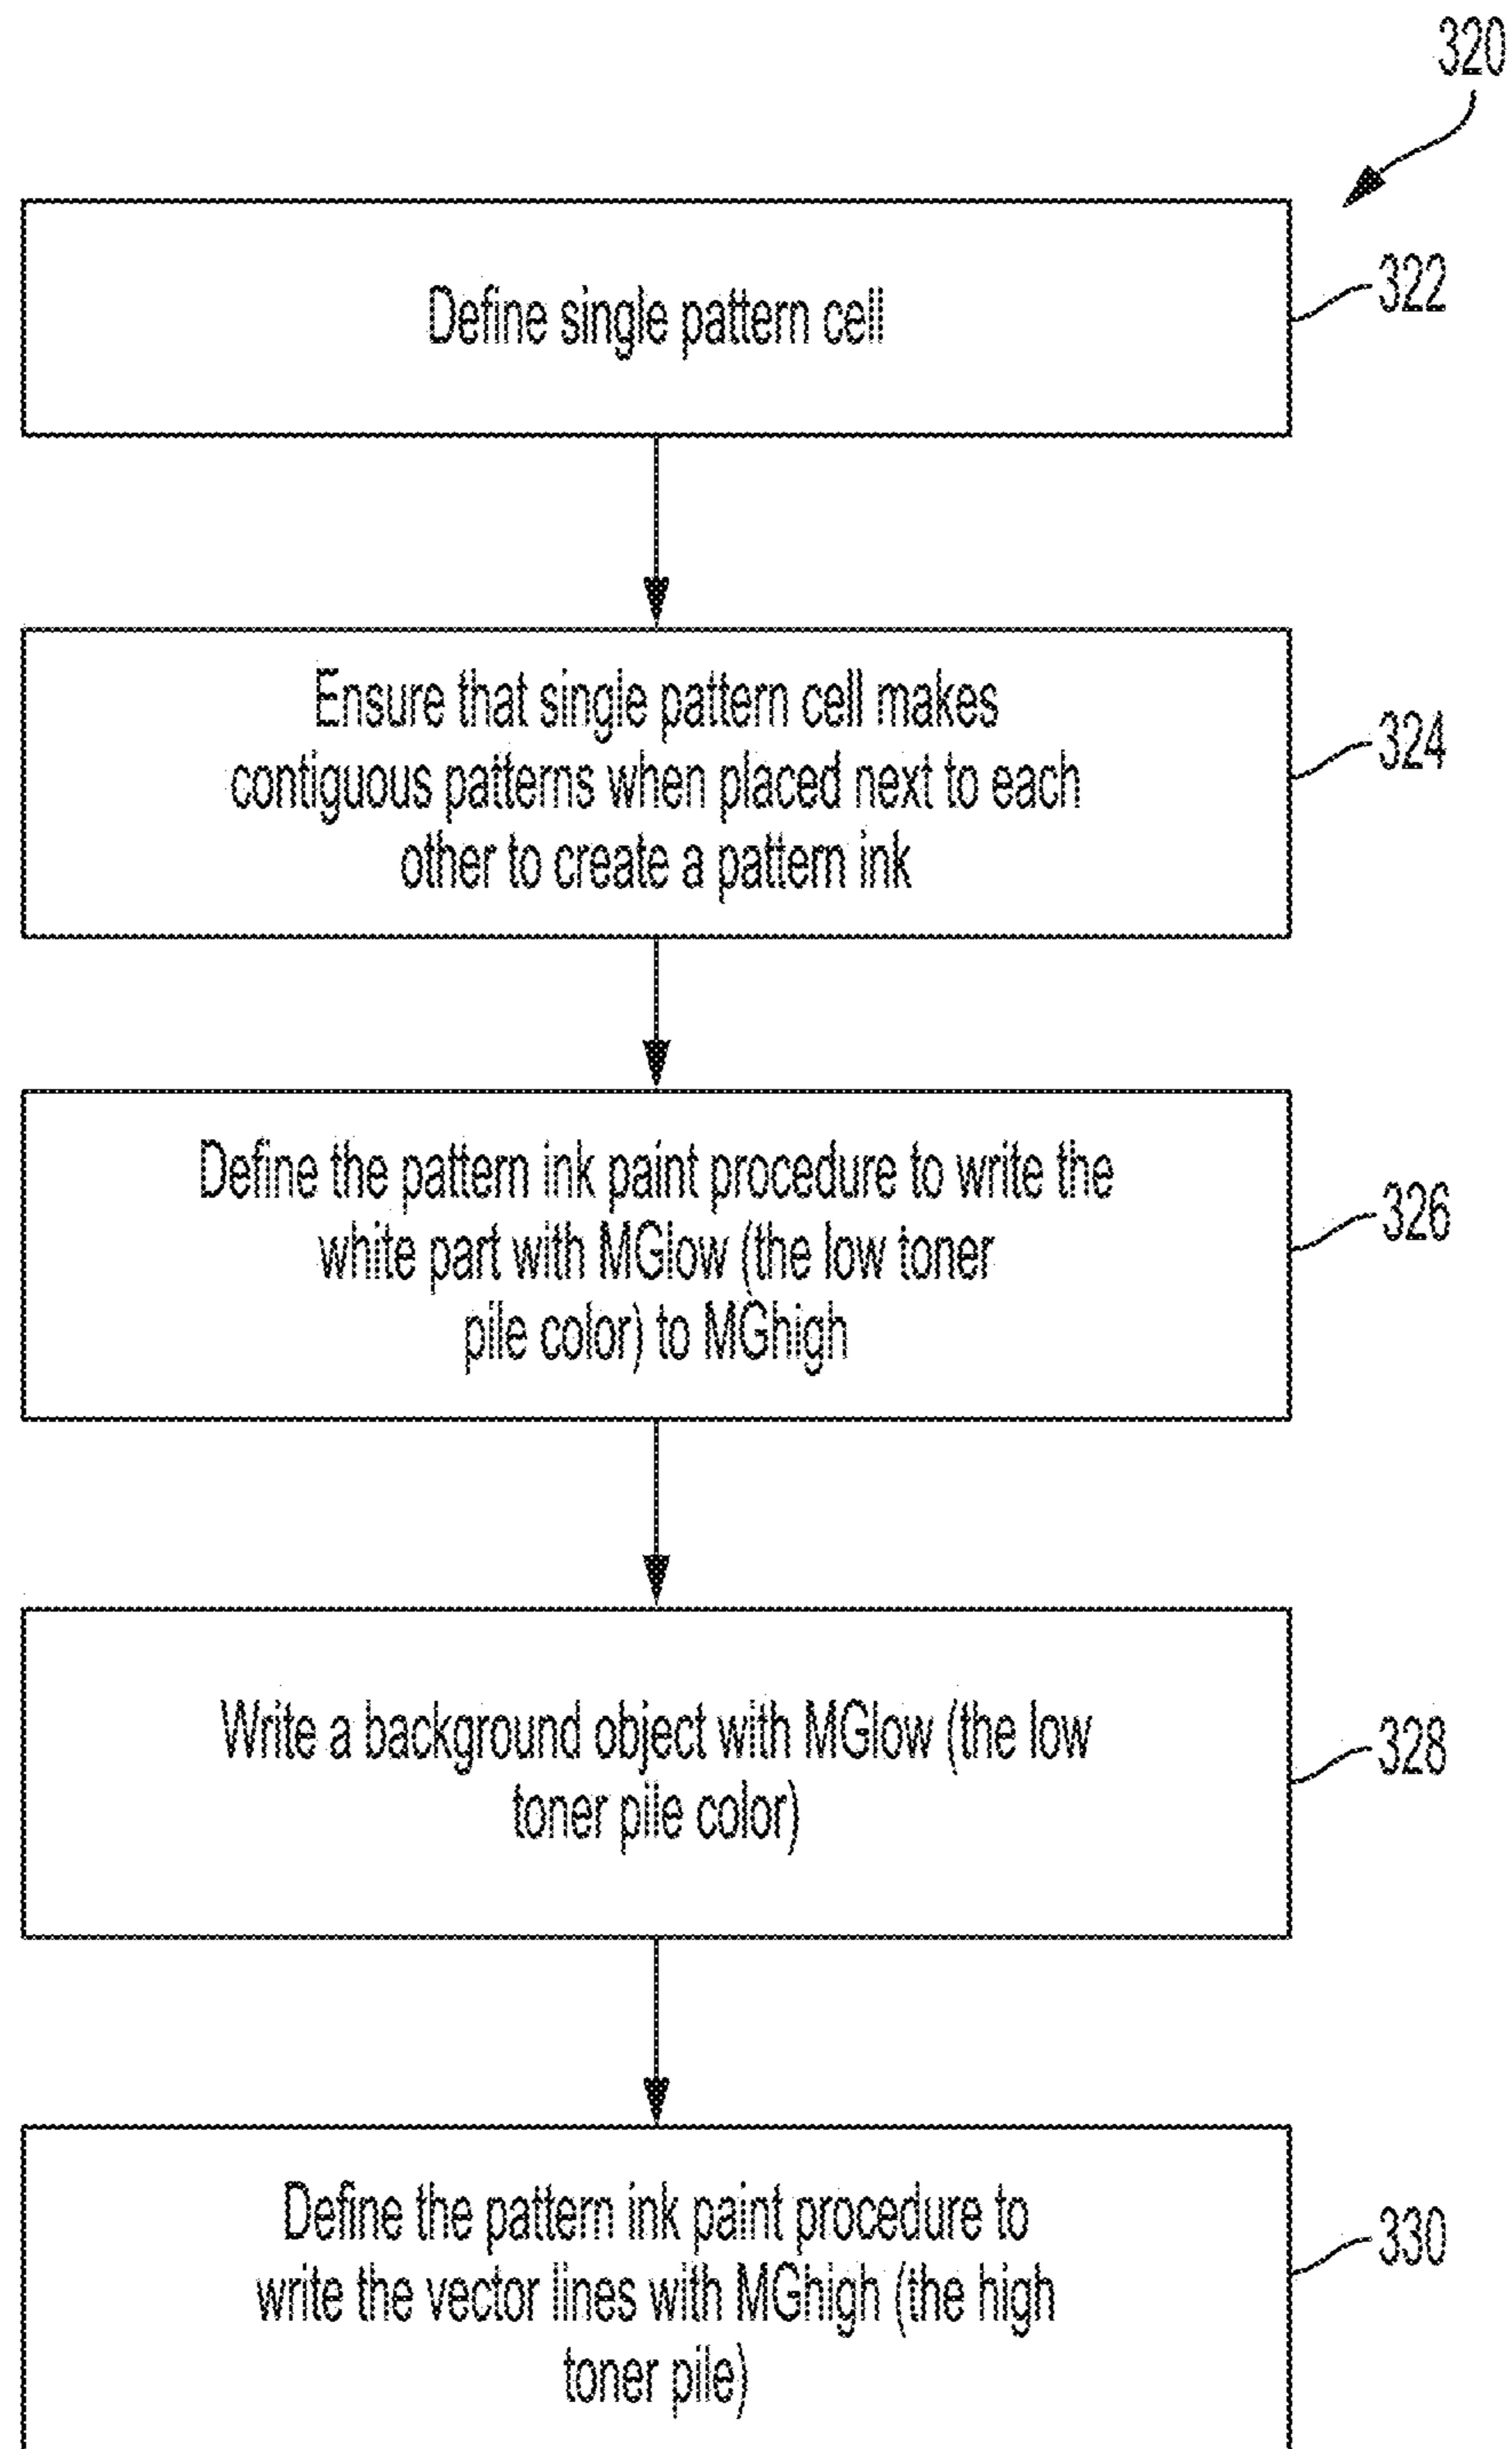 320
Define single pattern cell
322
Ensure that single pattern cell makes
contiguous patterns when placed next to each
other to create a pattern ink
324
Define the pattern ink paint procedure to write the
white part with MGlow (the low toner
pile color) to MGhigh
326
Write a background object with MGlow (the low
toner pile color)
328
Define the pattern ink paint procedure to
write the vector lines with MGhigh (the high
toner pile)
330